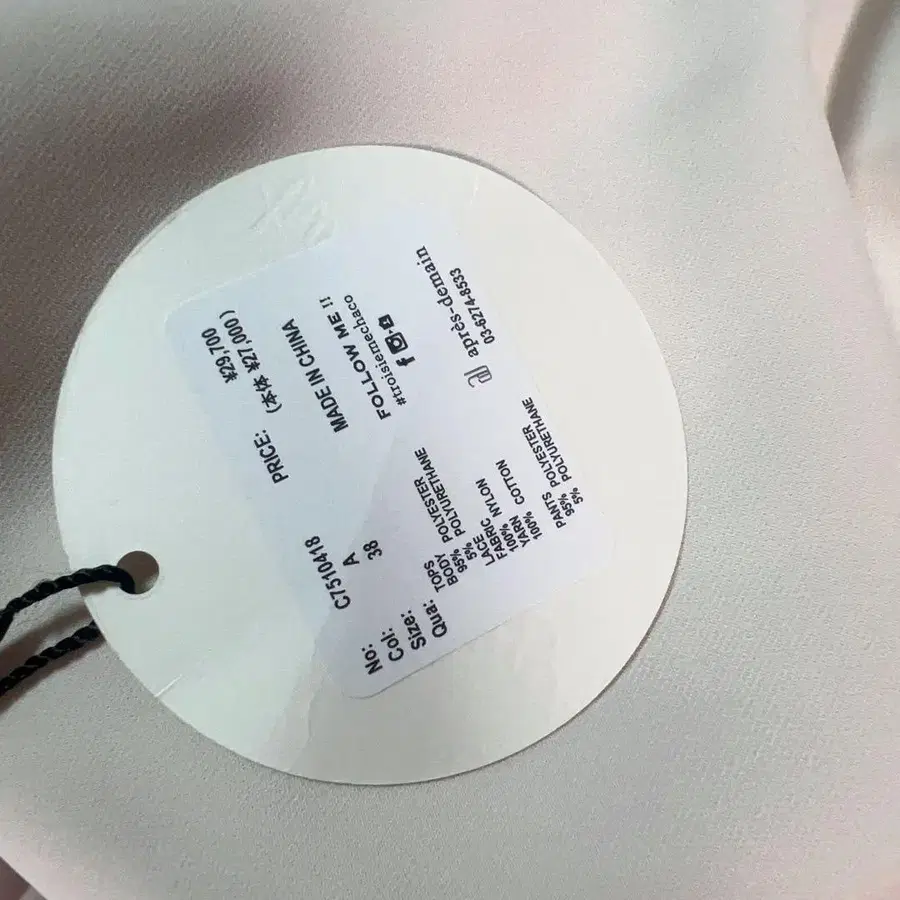 No: C7510418
Col: A
Size: 38
Qua: TOPS
BODY
95% POLYESTER
5% POLYURETHANE
LACE
FABRIC
100% NYLON
YARN
100% COTTON
PANTS
95% POLYESTER
5% POLYURETHANE
PRICE: ¥29,700
(本体 ¥27,000)
MADE IN CHINA
FOLLOW ME !!
#troisiemechaco
après-demain
03-6274-8533